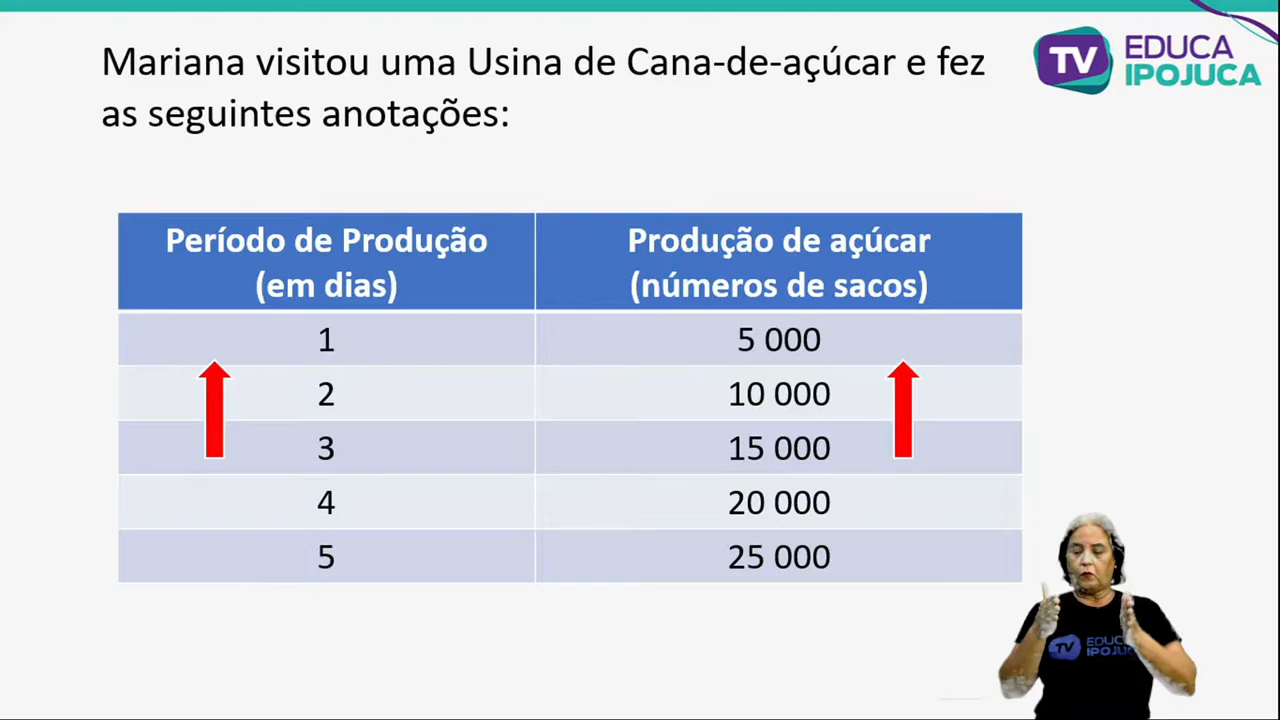 Mariana visitou uma Usina de Cana-de-açúcar e fez
as seguintes anotações:
TV EDUCA
IPOJUCA
Período de Produção
(em dias)
Produção de açúcar
(números de sacos)
1 5 000
2 10 000
3 15 000
4 20 000
5 25 000
TV